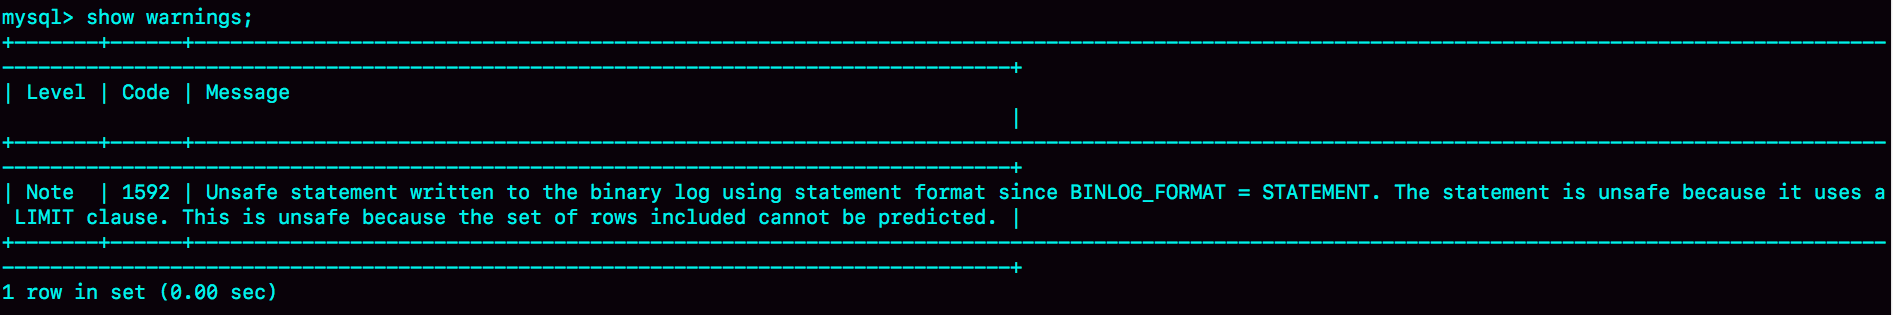 mysql> show warnings;
+-------+------+---------------------------------------------------------------------------------------------------------------------------------------------
------------------------------------------------------------------------------------+
| Level | Code | Message
|
+-------+------+---------------------------------------------------------------------------------------------------------------------------------------------
------------------------------------------------------------------------------------+
| Note  | 1592 | Unsafe statement written to the binary log using statement format since BINLOG_FORMAT = STATEMENT. The statement is unsafe because it uses a
LIMIT clause. This is unsafe because the set of rows included cannot be predicted. |
+-------+------+---------------------------------------------------------------------------------------------------------------------------------------------
------------------------------------------------------------------------------------+
1 row in set (0.00 sec)